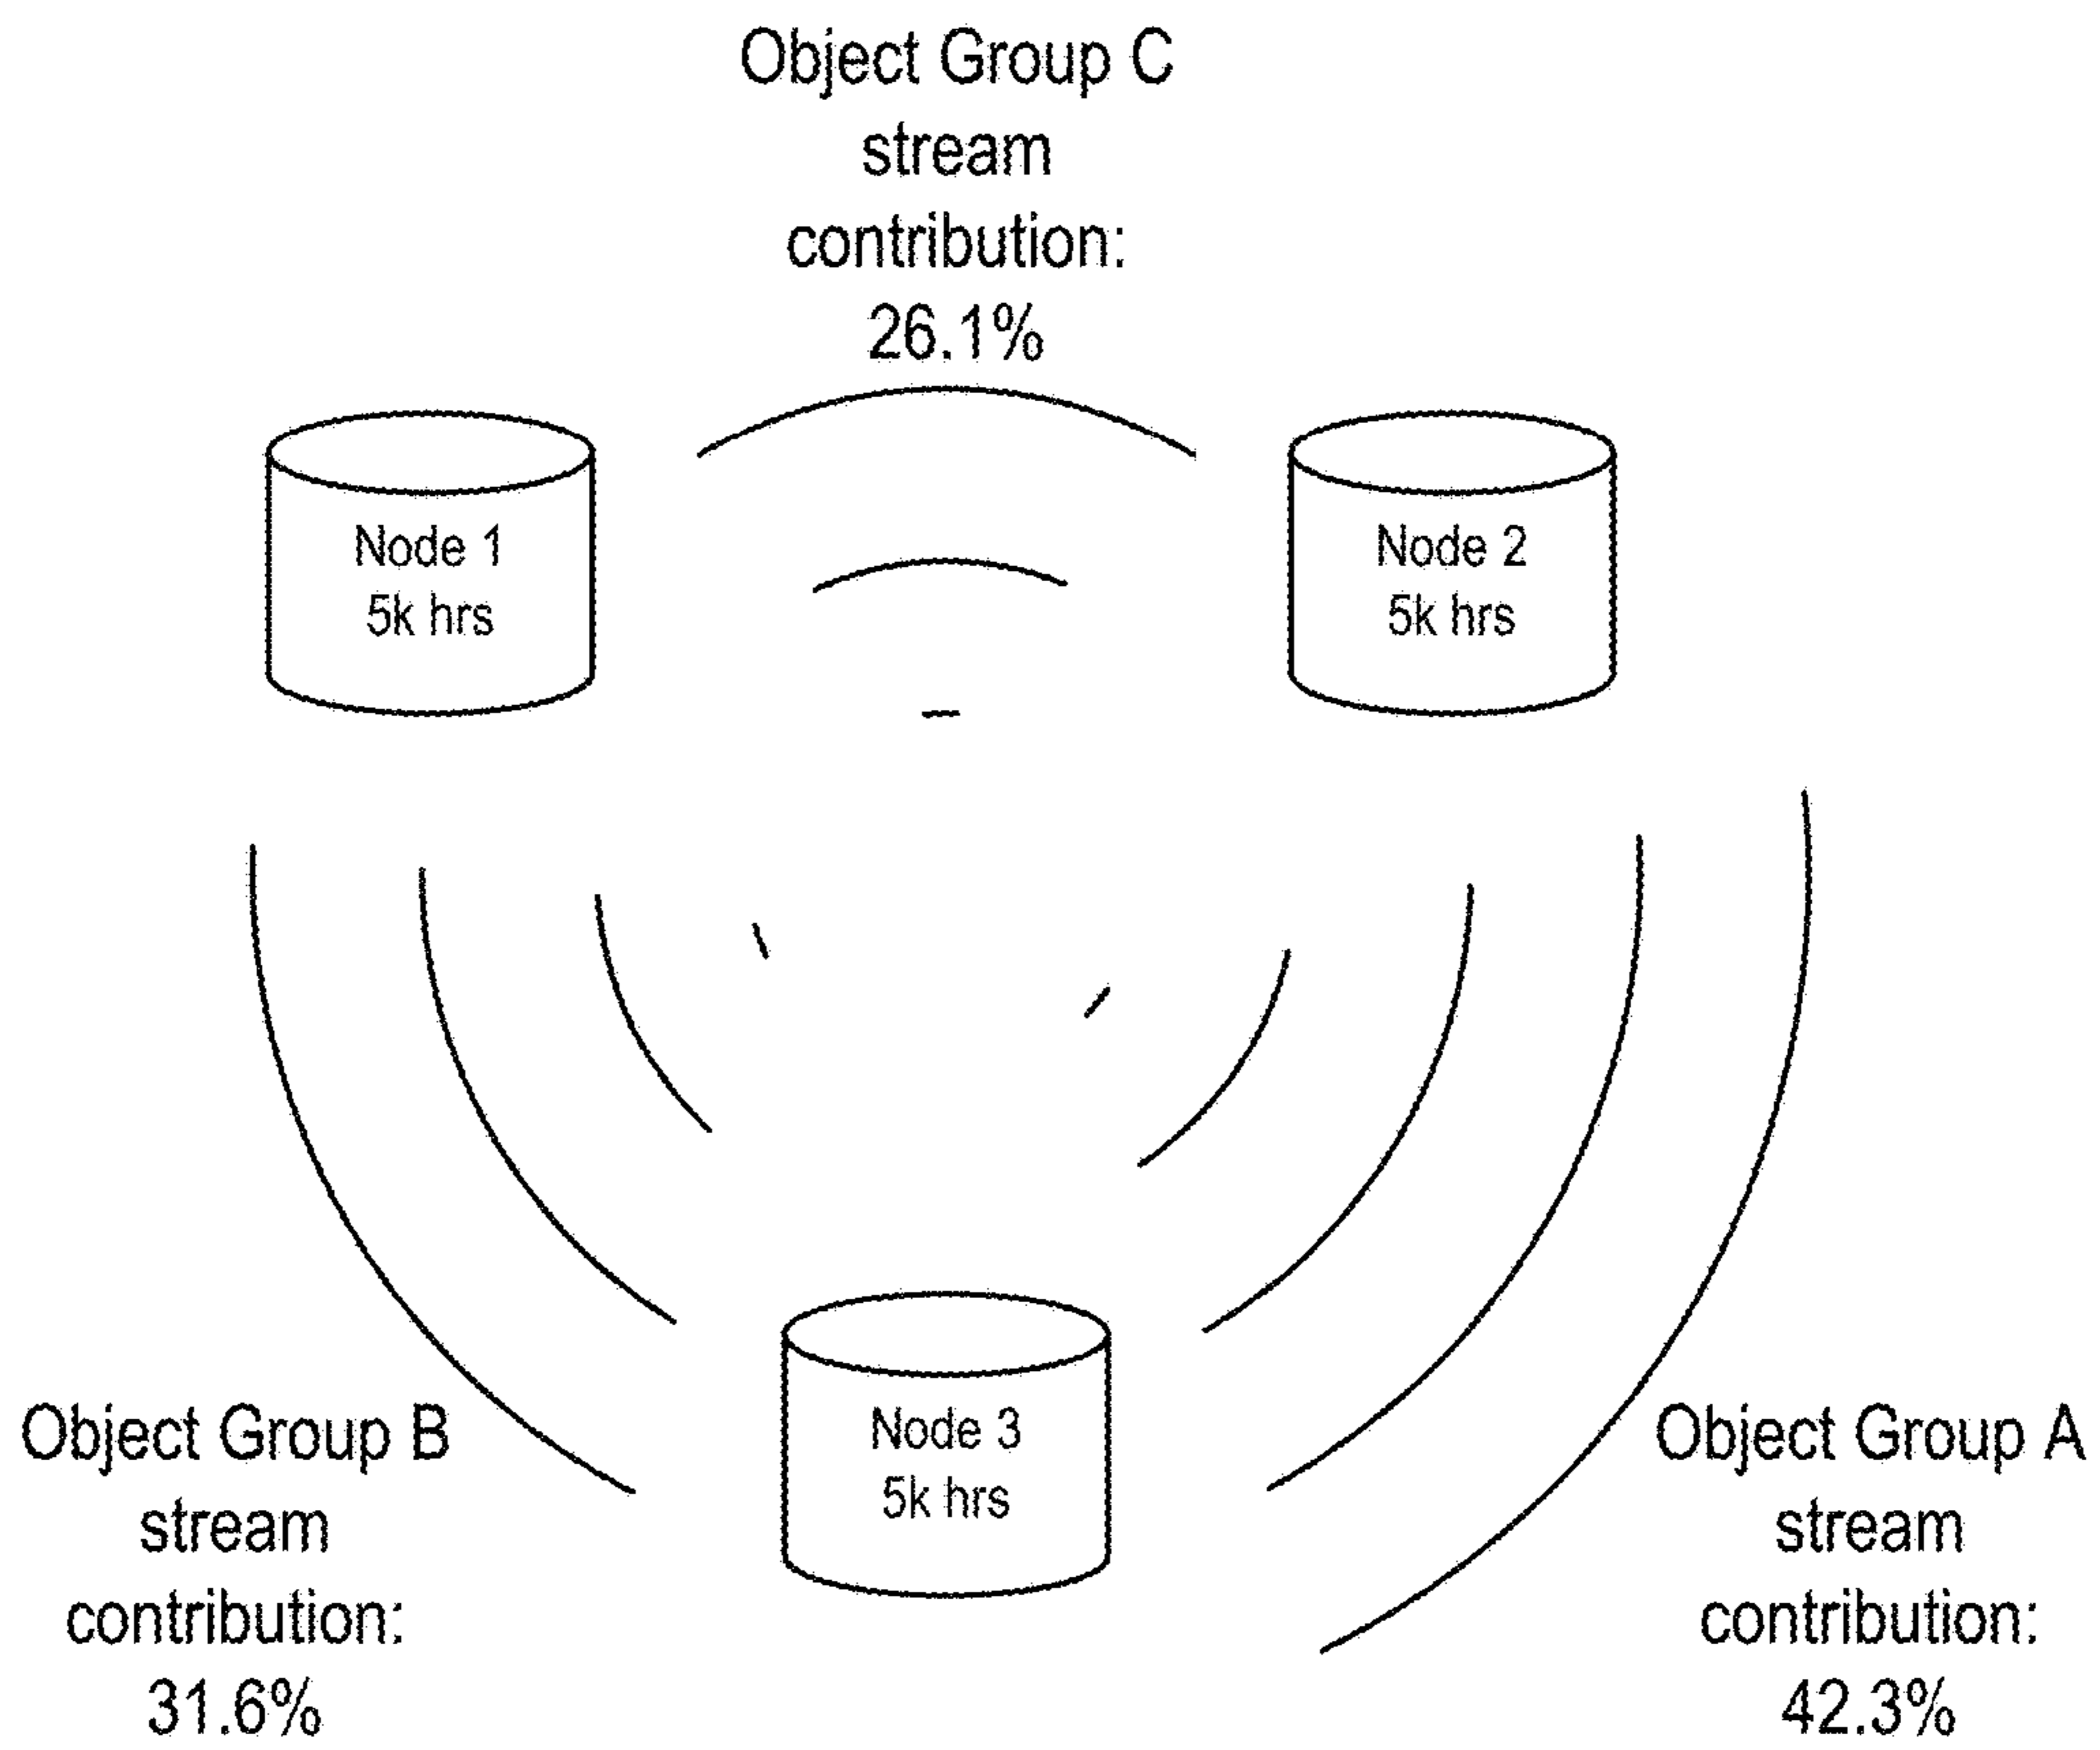 Object Group C
stream
contribution:
26.1%
Node 1
5k hrs
Node 2
5k hrs
Node 3
5k hrs
Object Group B
stream
contribution:
31.6%
Object Group A
stream
contribution:
42.3%